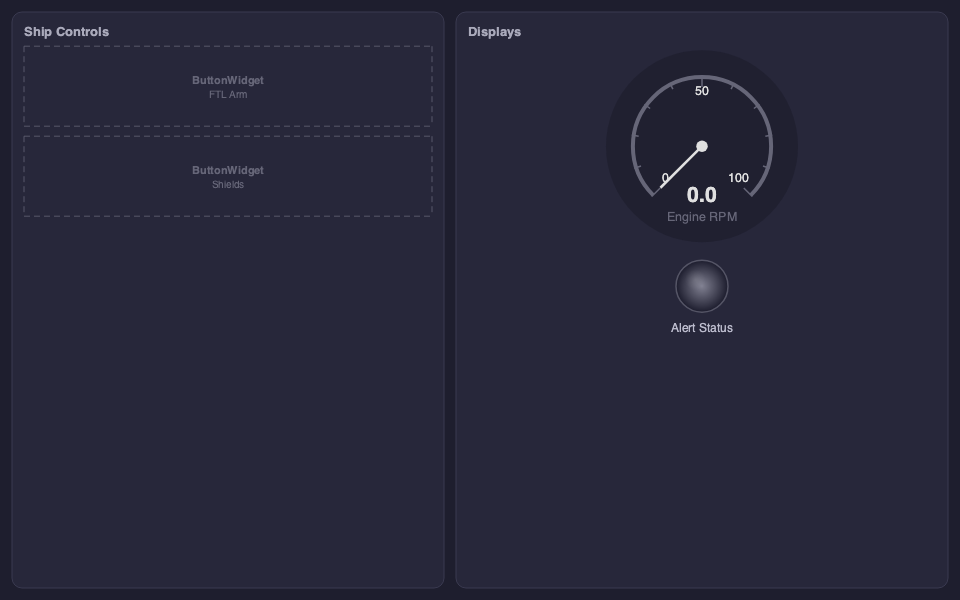 Ship Controls
ButtonWidget
FTL Arm
ButtonWidget
Shields
Displays
50
0
100
0.0
Engine RPM
Alert Status